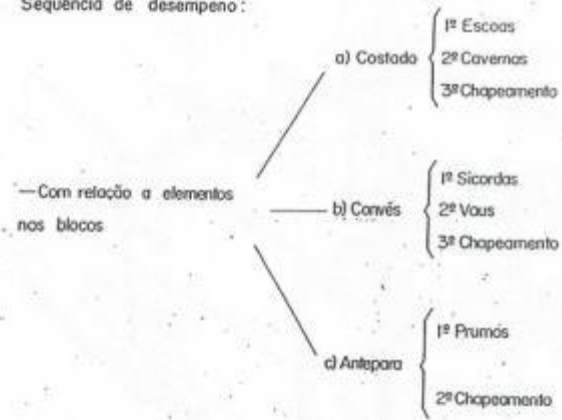 Sequência de desempeno:
a) Costado
1º Escoas
2º Cavernas
3º Chapeamento
—Com relação a elementos
nos blocos
b) Convés
1º Sicordas
2º Vaus
3º Chapeamento
c) Antepara
1º Prumos
2º Chapeamento